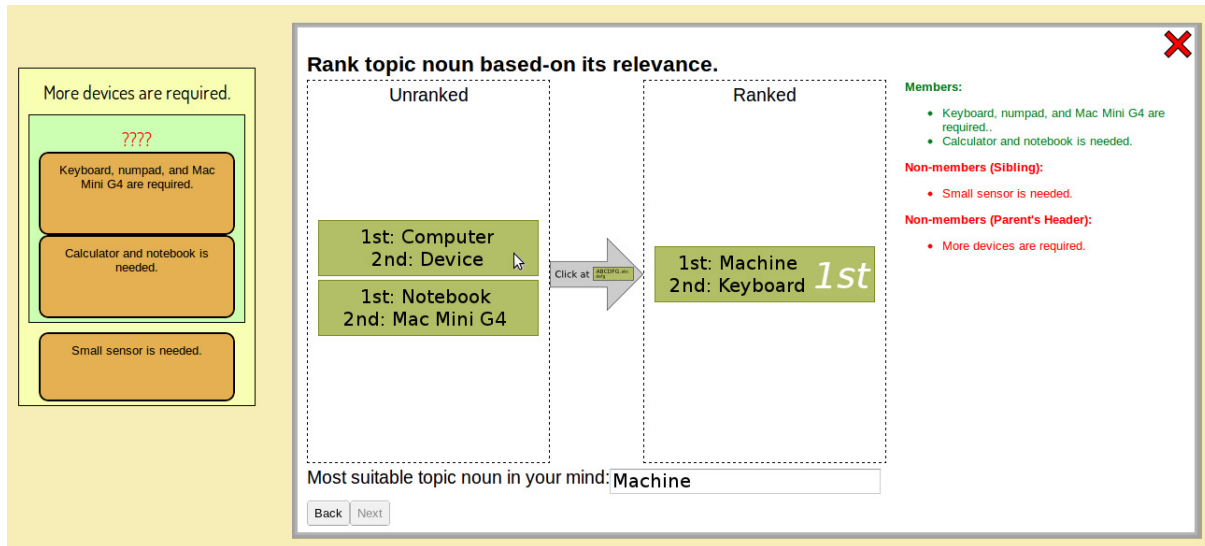 More devices are required.
????
Keyboard, numpad, and Mac
Mini G4 are required.
Calculator and notebook is
needed.
Small sensor is needed.
Rank topic noun based-on its relevance.
Unranked
1st: Computer
2nd: Device
1st: Notebook
2nd: Mac Mini G4
Click at
Ranked
1st: Machine
2nd: Keyboard
1st
Most suitable topic noun in your mind:
Machine
Back
Next
Members:
Keyboard, numpad, and Mac Mini G4 are
required..
Calculator and notebook is needed.
Non-members (Sibling):
Small sensor is needed.
Non-members (Parent's Header):
More devices are required.